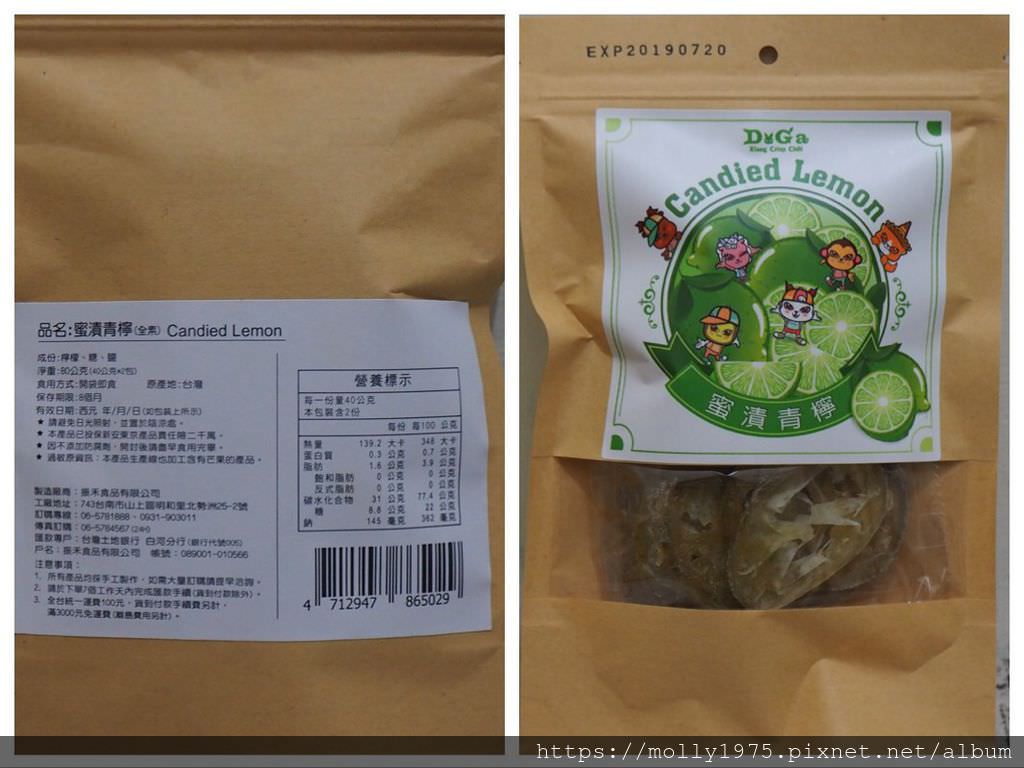 品名:蜜漬青檸(全素) Candied Lemon
成份:檸檬、糖、鹽
淨重:80公克(40公克*2包)
食用方式:開袋即食 原產地:台灣
保存期限:8個月
有效日期:西元 年/月/日(如包裝上所示)
★ 請避免日光照射,並置於陰涼處。
★ 本產品已投保新安東京產品責任險二千萬。
★ 因不添加防腐劑,開封後請盡早食用完畢。
★ 過敏原資訊:本產品生產線也加工含有芒果的產品。
製造廠商:振禾食品有限公司
工廠地址:743台南市山上區明和里北勢洲25-2號
訂購專線:06-5781888、0931-903011
傳真訂購:06-5784567(24H)
匯款專戶:台灣土地銀行 白河分行(銀行代號005)
戶名:振禾食品有限公司 帳號:089001-010566
注意事項:
1. 所有產品均採手工製作,如需大量訂購請提早洽詢。
2. 請於下單7個工作天內完成匯款手續(貨到付款除外)。
3. 全台統一運費100元,貨到付款手續費另計,
滿3000元免運費(離島費用另計)。
營養標示
每一份量40公克
本包裝含2份
每份 每100 公克
熱量 139.2 大卡 348 大卡
蛋白質 0.3 公克 0.7 公克
脂肪 1.6 公克 3.9 公克
飽和脂肪 0 公克 0 公克
反式脂肪 0 公克 0 公克
碳水化合物 31 公克 77.4 公克
糖 8.8 公克 22 公克
鈉 145 毫克 362 毫克
4 712947 865029
EXP20190720
DoGa
Xiang Crisp Chili
Candied Lemon
蜜漬青檸
https://molly1975.pixnet.net/album